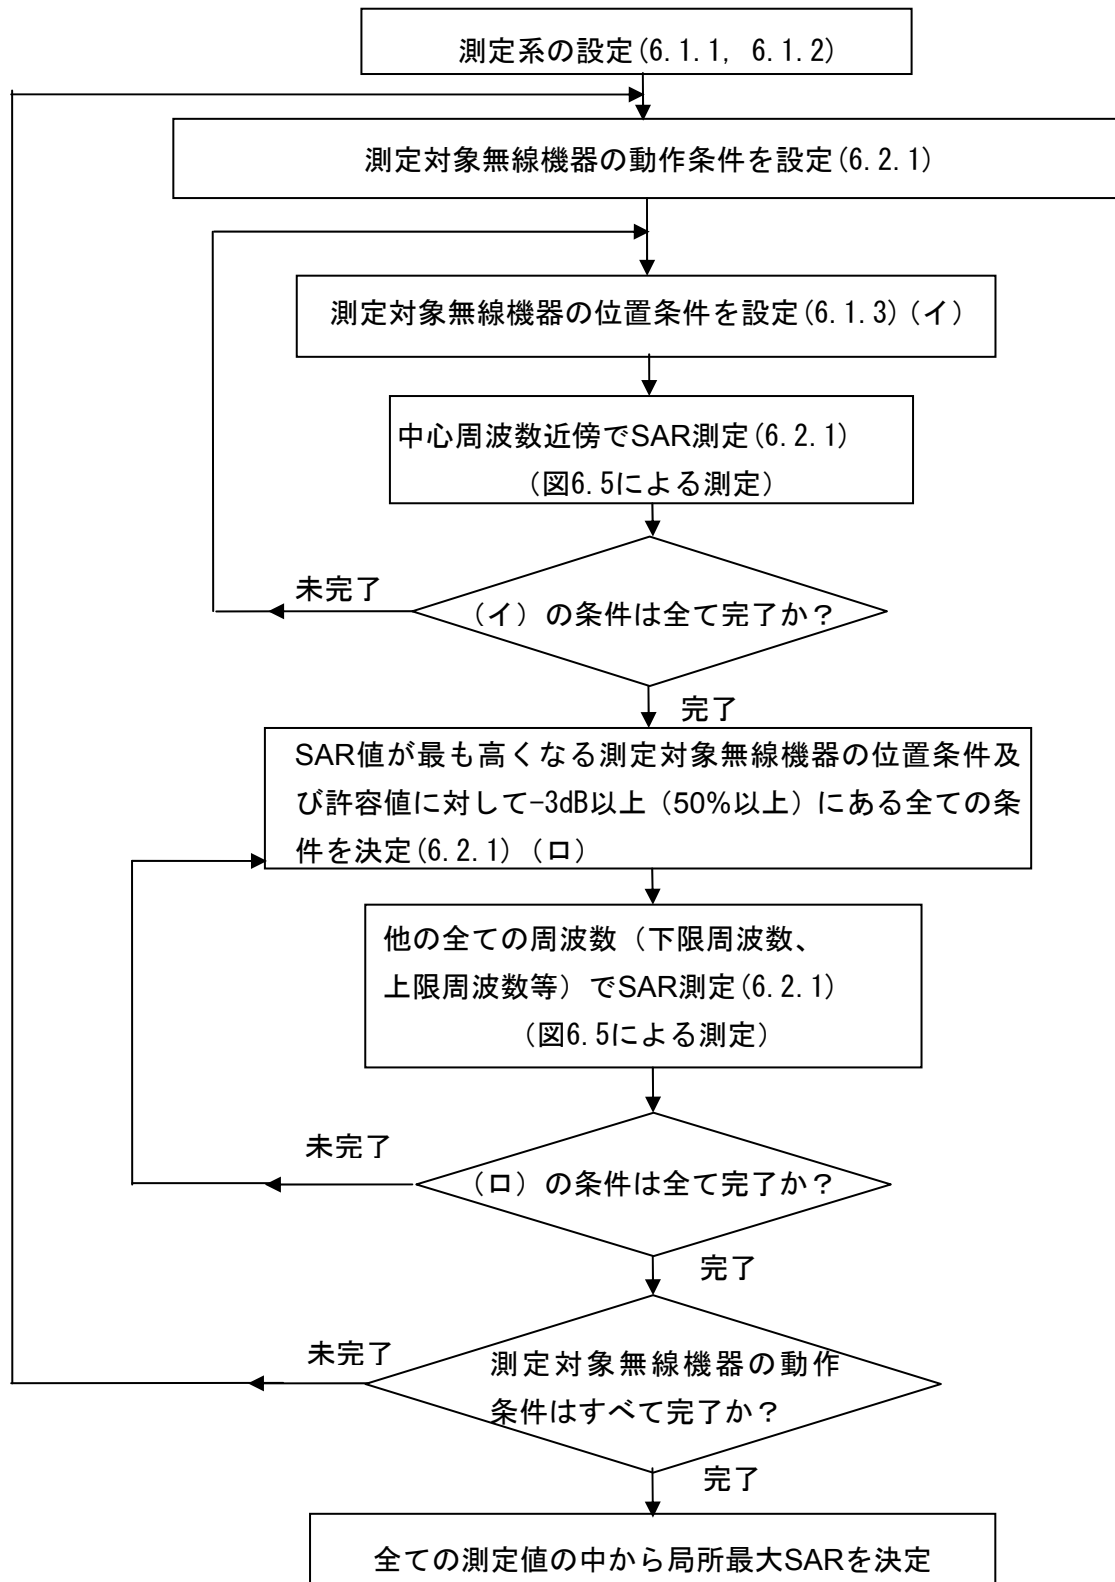 測定系の設定(6.1.1, 6.1.2)
測定対象無線機器の動作条件を設定(6.2.1)
測定対象無線機器の位置条件を設定(6.1.3)(イ)
中心周波数近傍でSAR測定(6.2.1)
(図6.5による測定)
未完了
(イ)の条件は全て完了か?
完了
SAR値が最も高くなる測定対象無線機器の位置条件及
び許容値に対して-3dB以上(50%以上)にある全ての条
件を決定(6.2.1)(ロ)
他の全ての周波数(下限周波数、
上限周波数等)でSAR測定(6.2.1)
(図6.5による測定)
未完了
(ロ)の条件は全て完了か?
完了
未完了
測定対象無線機器の動作
条件はすべて完了か?
完了
全ての測定値の中から局所最大SARを決定